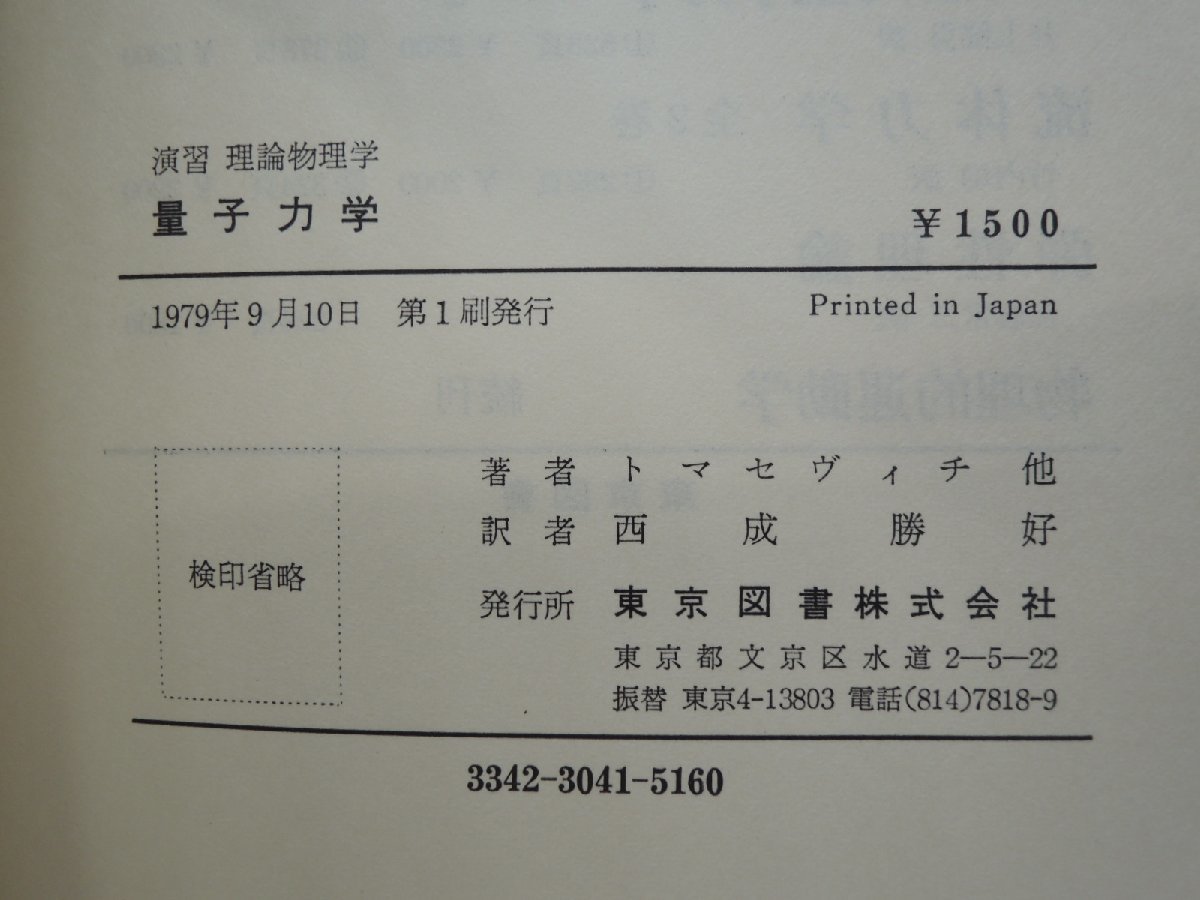 演習 理論物理学
量子力学
¥1500
1979年9月10日 第1刷発行
Printed in Japan
著者 トマセヴィチ 他
訳者 西成勝好
検印省略
発行所 東京図書株式会社
東京都文京区水道2—5—22
振替 東京4-13803 電話(814)7818-9
3342-3041-5160